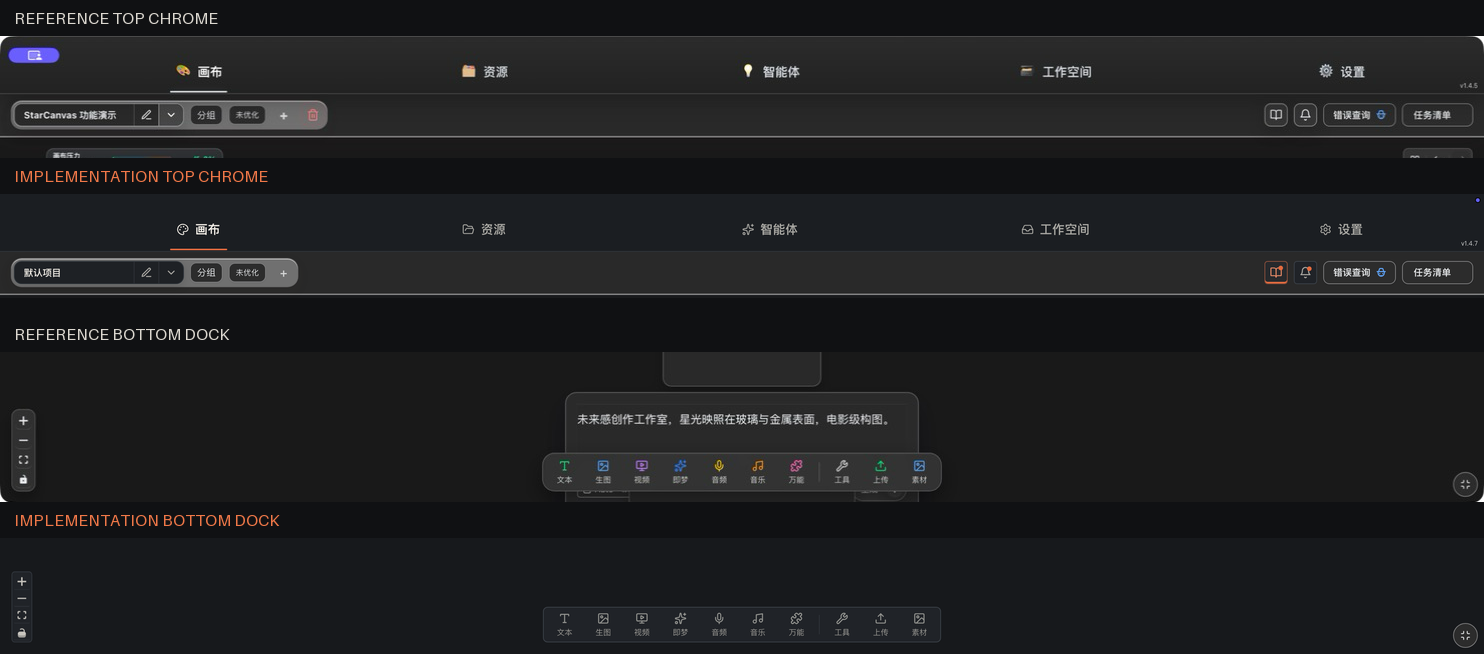 REFERENCE TOP CHROME
画布 资源 智能体 工作空间 设置
v1.4.5
StarCanvas 功能演示 分组 未优化 错误查询 任务清单
画布压力
IMPLEMENTATION TOP CHROME
画布 资源 智能体 工作空间 设置
v1.4.7
默认项目 分组 未优化 错误查询 任务清单
REFERENCE BOTTOM DOCK
未来感创作工作室，星光映照在玻璃与金属表面，电影级构图。
文本 生图 视频 即梦 音频 音乐 万能 工具 上传 素材
IMPLEMENTATION BOTTOM DOCK
文本 生图 视频 即梦 音频 音乐 万能 工具 上传 素材